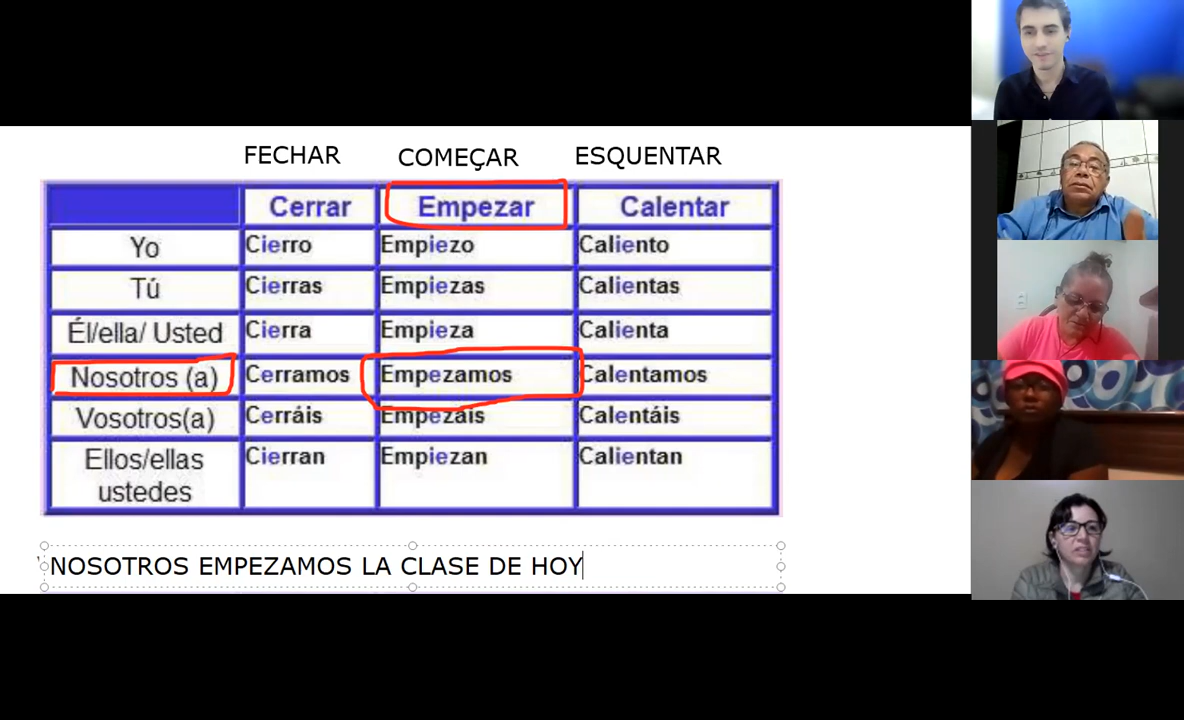 FECHAR COMEÇAR ESQUENTAR
Cerrar Empezar Calentar
Yo Cierro Empiezo Caliento
Tú Cierras Empiezas Calientas
Él/ella/ Usted Cierra Empieza Calienta
Nosotros (a) Cerramos Empezamos Calentamos
Vosotros(a) Cerráis Empezáis Calentáis
Ellos/ellas Cierran Empiezan Calientan
ustedes
NOSOTROS EMPEZAMOS LA CLASE DE HOY